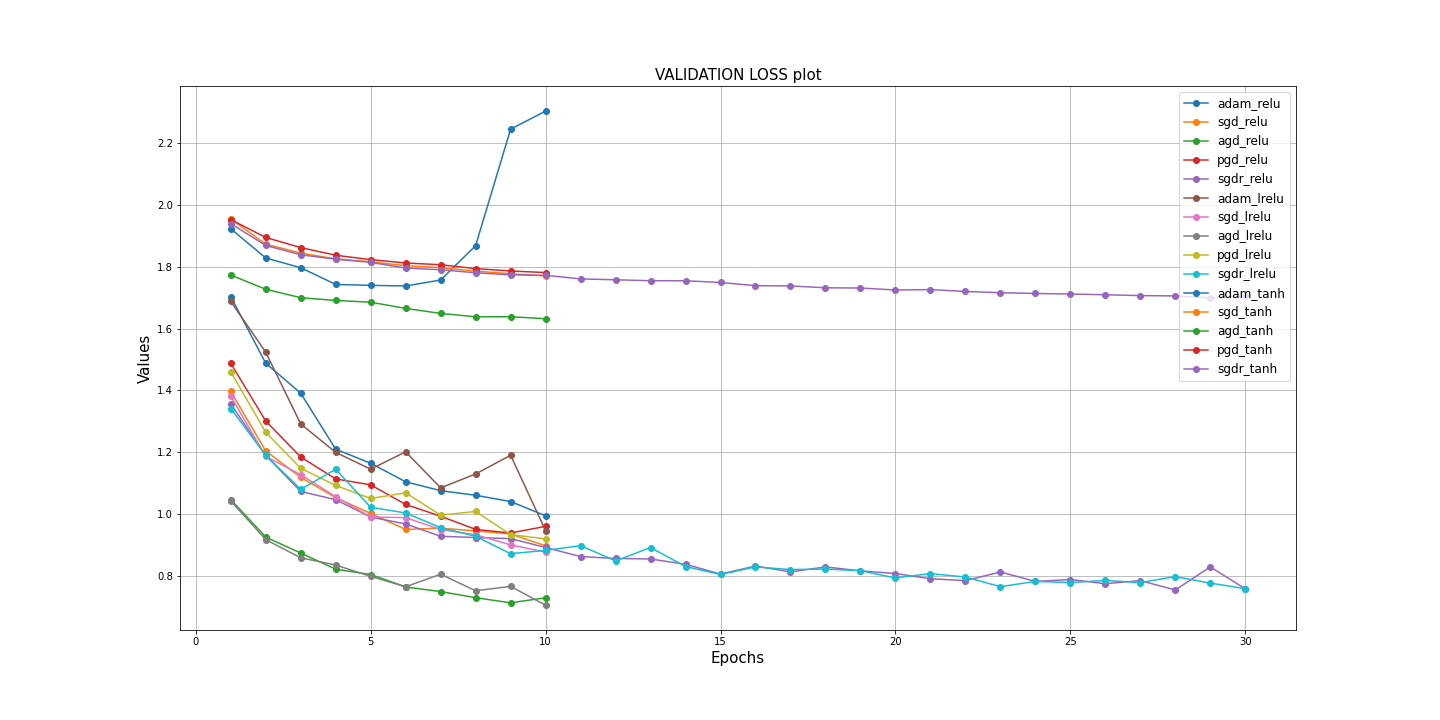 VALIDATION LOSS plot
Values
2.2
2.0
1.8
1.6
1.4
1.2
1.0
0.8
0
5
10
15
20
25
30
Epochs
adam_relu
sgd_relu
agd_relu
pgd_relu
sgdr_relu
adam_lrelu
sgd_lrelu
agd_lrelu
pgd_lrelu
sgdr_lrelu
adam_tanh
sgd_tanh
agd_tanh
pgd_tanh
sgdr_tanh